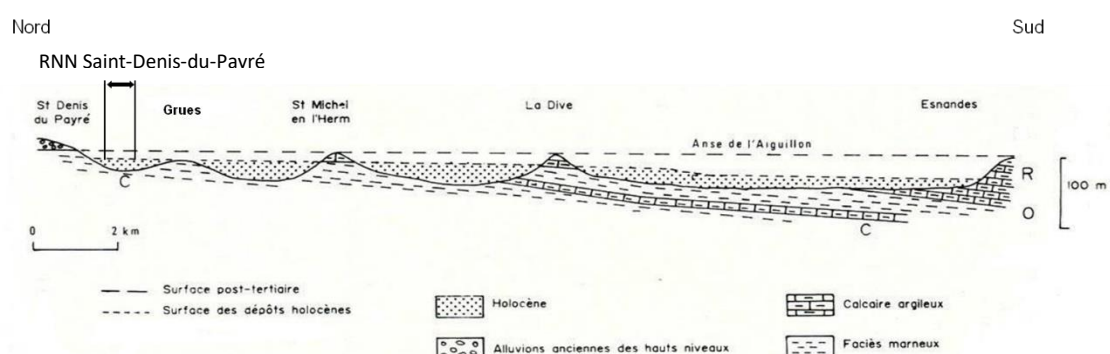 Nord Sud
RNN Saint-Denis-du-Pavré
St Denis
du Payré
Grues
St Michel
en l'Herm
La Dive
Esnandes
Anse de l'Aiguillon
C
R
O
C
100 m
0 2 km
Surface post-tertiaire
Surface des dépôts holocènes
Holocène
Alluvions anciennes des hauts niveaux
Calcaire argileux
Faciès marneux